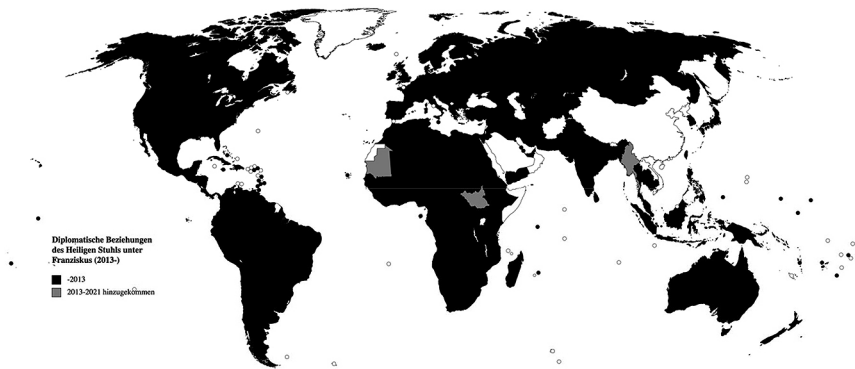 Diplomatische Beziehungen
des Heiligen Stuhls unter
Franziskus (2013-)
-2013
2013-2021 hinzugekommen